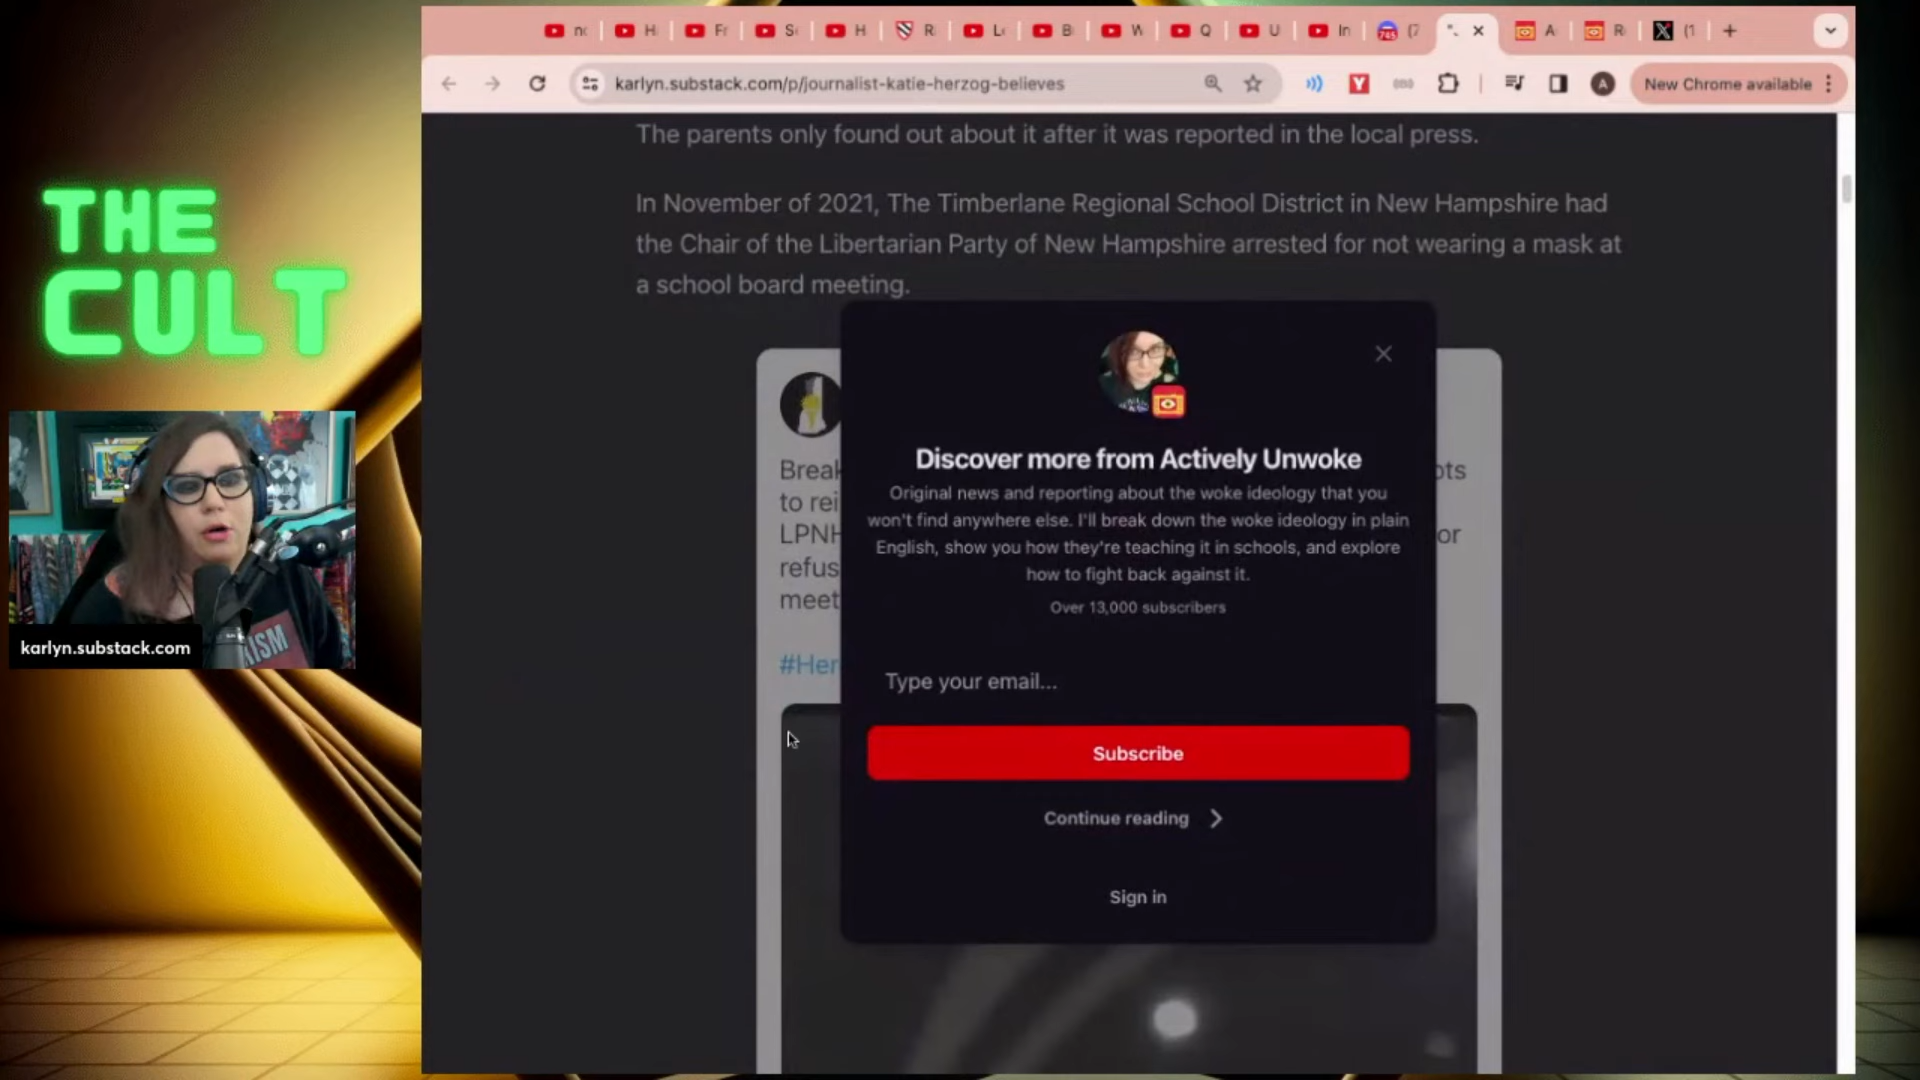 THE
CULT
karlyn.substack.com
karlyn.substack.com/p/journalist-katie-herzog-believes
New Chrome available
The parents only found out about it after it was reported in the local press.
In November of 2021, The Timberlane Regional School District in New Hampshire had
the Chair of the Libertarian Party of New Hampshire arrested for not wearing a mask at
a school board meeting.
Discover more from Actively Unwoke
Original news and reporting about the woke ideology that you
won't find anywhere else. I'll break down the woke ideology in plain
English, show you how they're teaching it in schools, and explore
how to fight back against it.
Over 13,000 subscribers
Type your email...
Subscribe
Continue reading
Sign in
to
LPNH
or